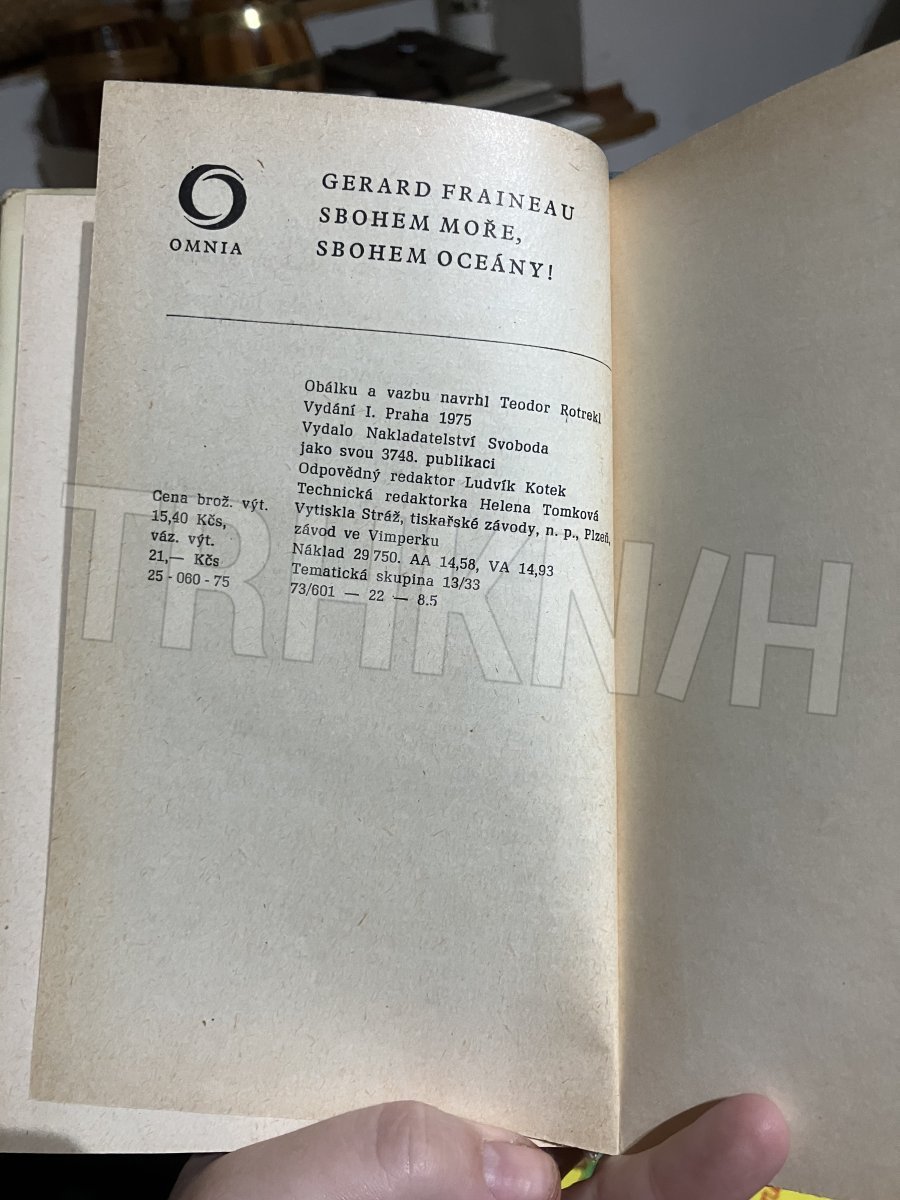 OMNIA
GERARD FRAINEAU
SBOHEM MOŘE,
SBOHEM OCEÁNY!
Obálku a vazbu navrhl Teodor Rotrekl
Vydání I. Praha 1975
Vydalo Nakladatelství Svoboda
jako svou 3748. publikaci
Odpovědný redaktor Ludvík Kotek
Technická redaktorka Helena Tomková
Vytiskla Stráž, tiskařské závody, n. p., Plzeň,
závod ve Vimperku
Náklad 29 750. AA 14,58, VA 14,93
Tematická skupina 13/33
73/601 — 22 — 8.5
Cena brož. výt.
15,40 Kčs,
váz. výt.
21,— Kčs
25 - 060 - 75
TRHKNIH